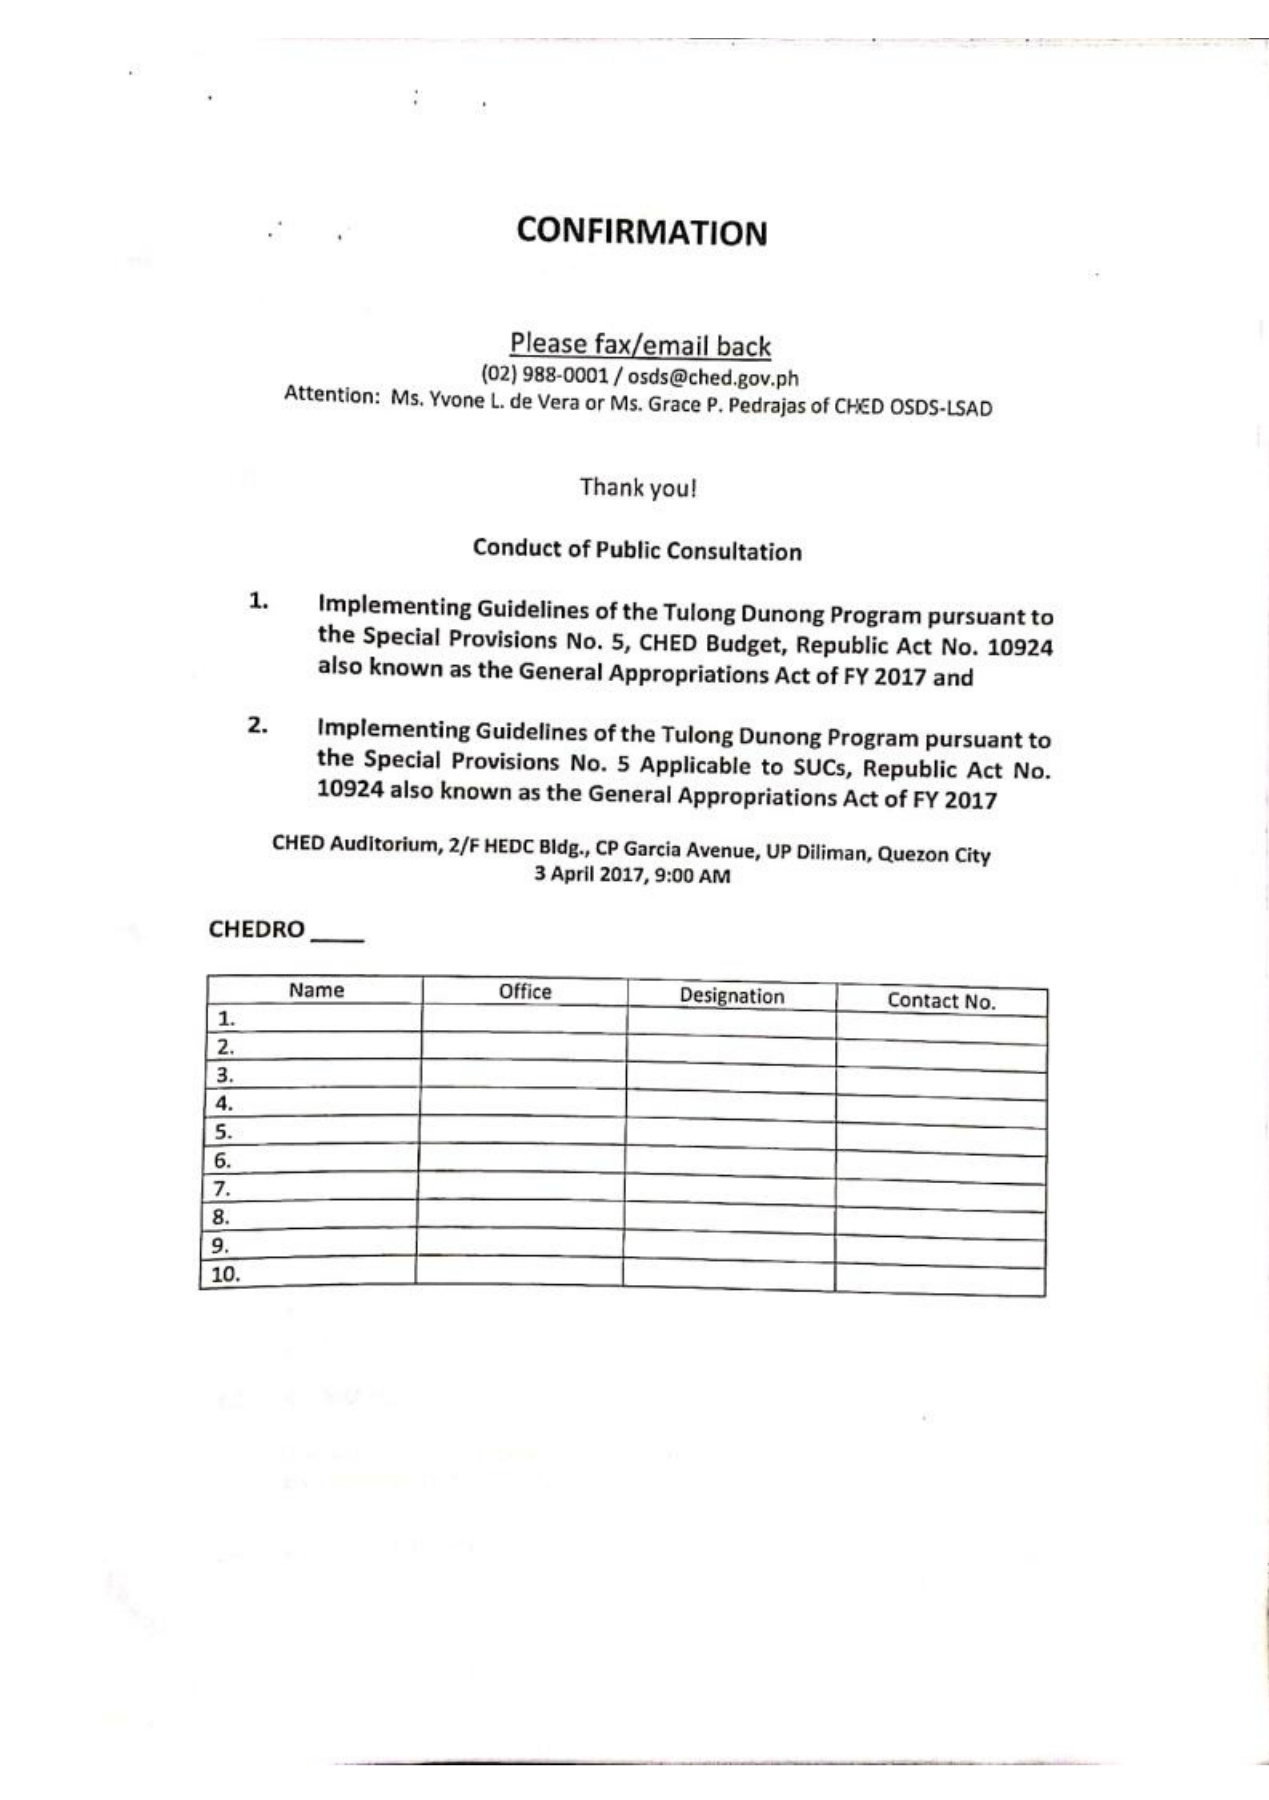 CONFIRMATION
Please fax/email back
(02) 988-0001 / osds@ched.gov.ph
Attention: Ms. Yvone L. de Vera or Ms. Grace P. Pedrajas of CHED OSDS-LSAD
Thank you!
Conduct of Public Consultation
1. Implementing Guidelines of the Tulong Dunong Program pursuant to
the Special Provisions No. 5, CHED Budget, Republic Act No. 10924
also known as the General Appropriations Act of FY 2017 and
2. Implementing Guidelines of the Tulong Dunong Program pursuant to
the Special Provisions No. 5 Applicable to SUCs, Republic Act No.
10924 also known as the General Appropriations Act of FY 2017
CHED Auditorium, 2/F HEDC Bldg., CP Garcia Avenue, UP Diliman, Quezon City
3 April 2017, 9:00 AM
CHEDRO ____
Name Office Designation Contact No.
1.
2.
3.
4.
5.
6.
7.
8.
9.
10.